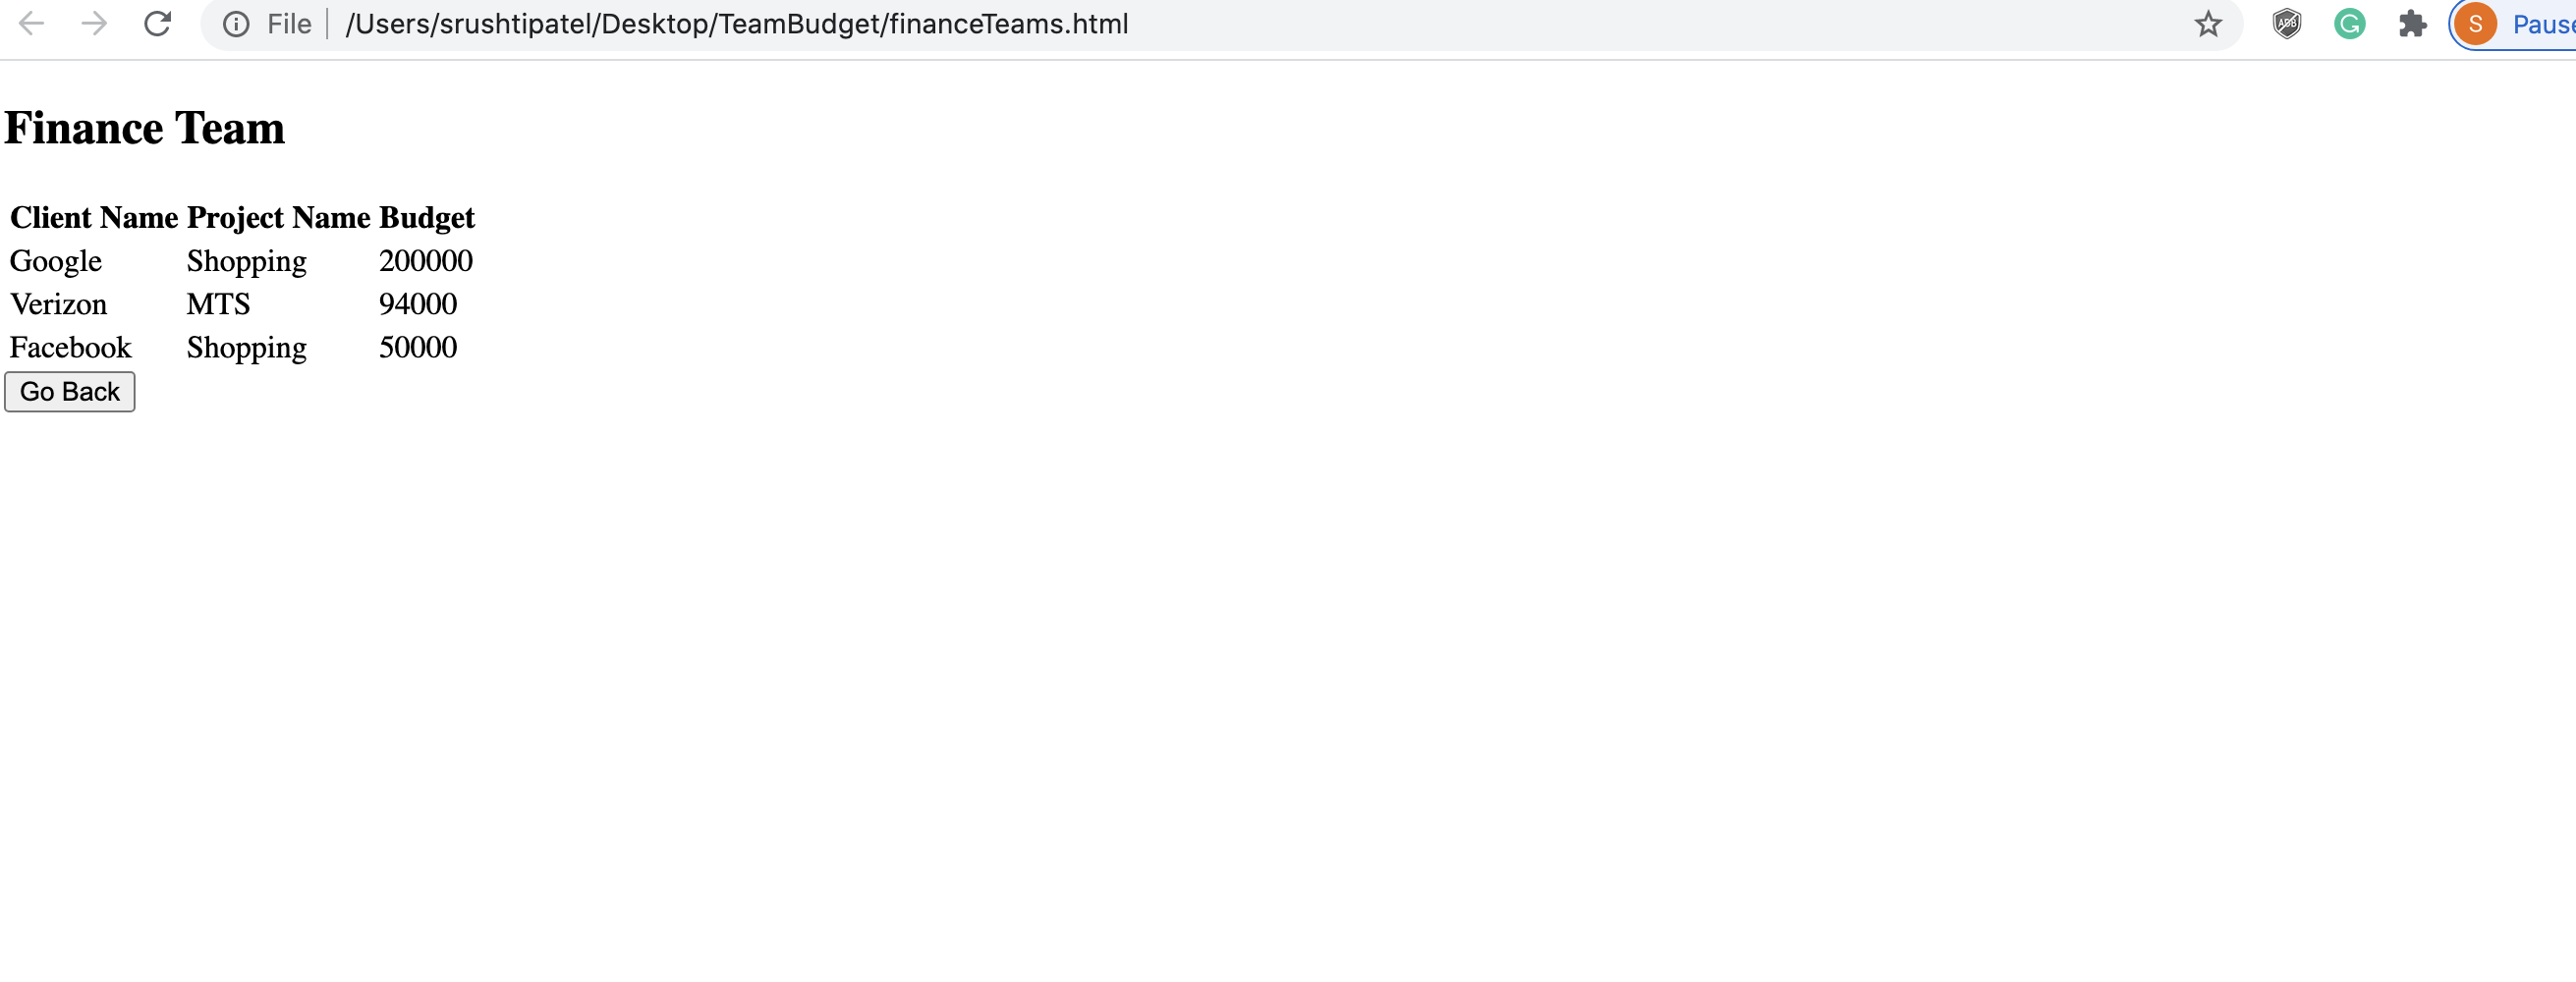 File /Users/srushtipatel/Desktop/TeamBudget/financeTeams.html ADB G S Pause
Finance Team
Client Name Project Name Budget
Google Shopping 200000
Verizon MTS 94000
Facebook Shopping 50000
Go Back